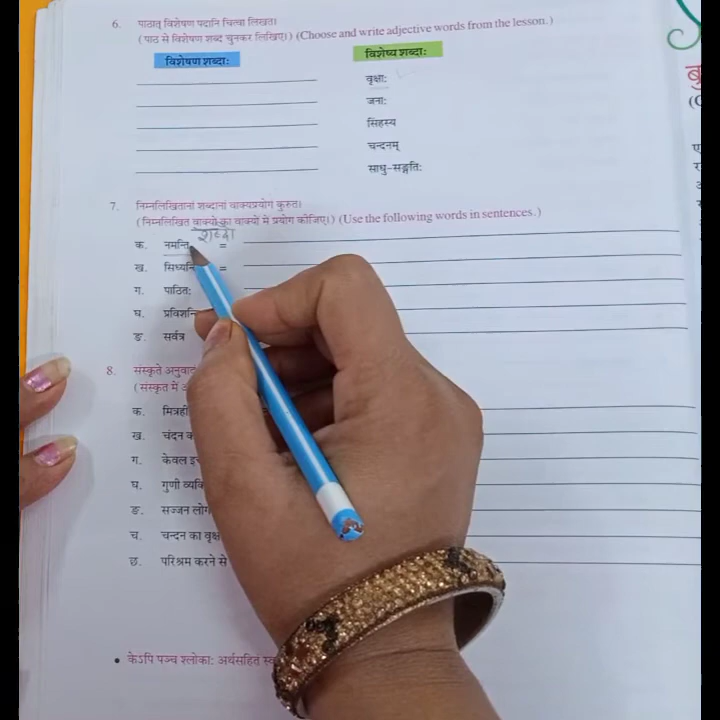 6. पाठात् विशेषण पदानि चित्वा लिखत।
( पाठ से विशेषण शब्द चुनकर लिखिए।) (Choose and write adjective words from the lesson.)
विशेषण शब्दाः विशेष्य शब्दाः
वृक्षाः
जनाः
सिंहस्य
चन्दनम्
साधु-सङ्गतिः
7. निम्नलिखितानां शब्दानां वाक्यप्रयोगं कुरुत।
(निम्नलिखित वाक्यों का वाक्यों में प्रयोग कीजिए।) (Use the following words in sentences.)
शब्दों
क. नमन्ति =
ख. सिध्यन्ति =
ग. पाठितः
घ. प्रविशन्ति
ङ. सर्वत्र
8. संस्कृते
( संस्कृत में
क.
ख. चंदन
ग. केवल
घ. गुणी
ङ. सज्जन
च. चन्दन का वृक्ष
छ. परिश्रम करने से
• केऽपि पञ्च श्लोकाः अर्थसहितं